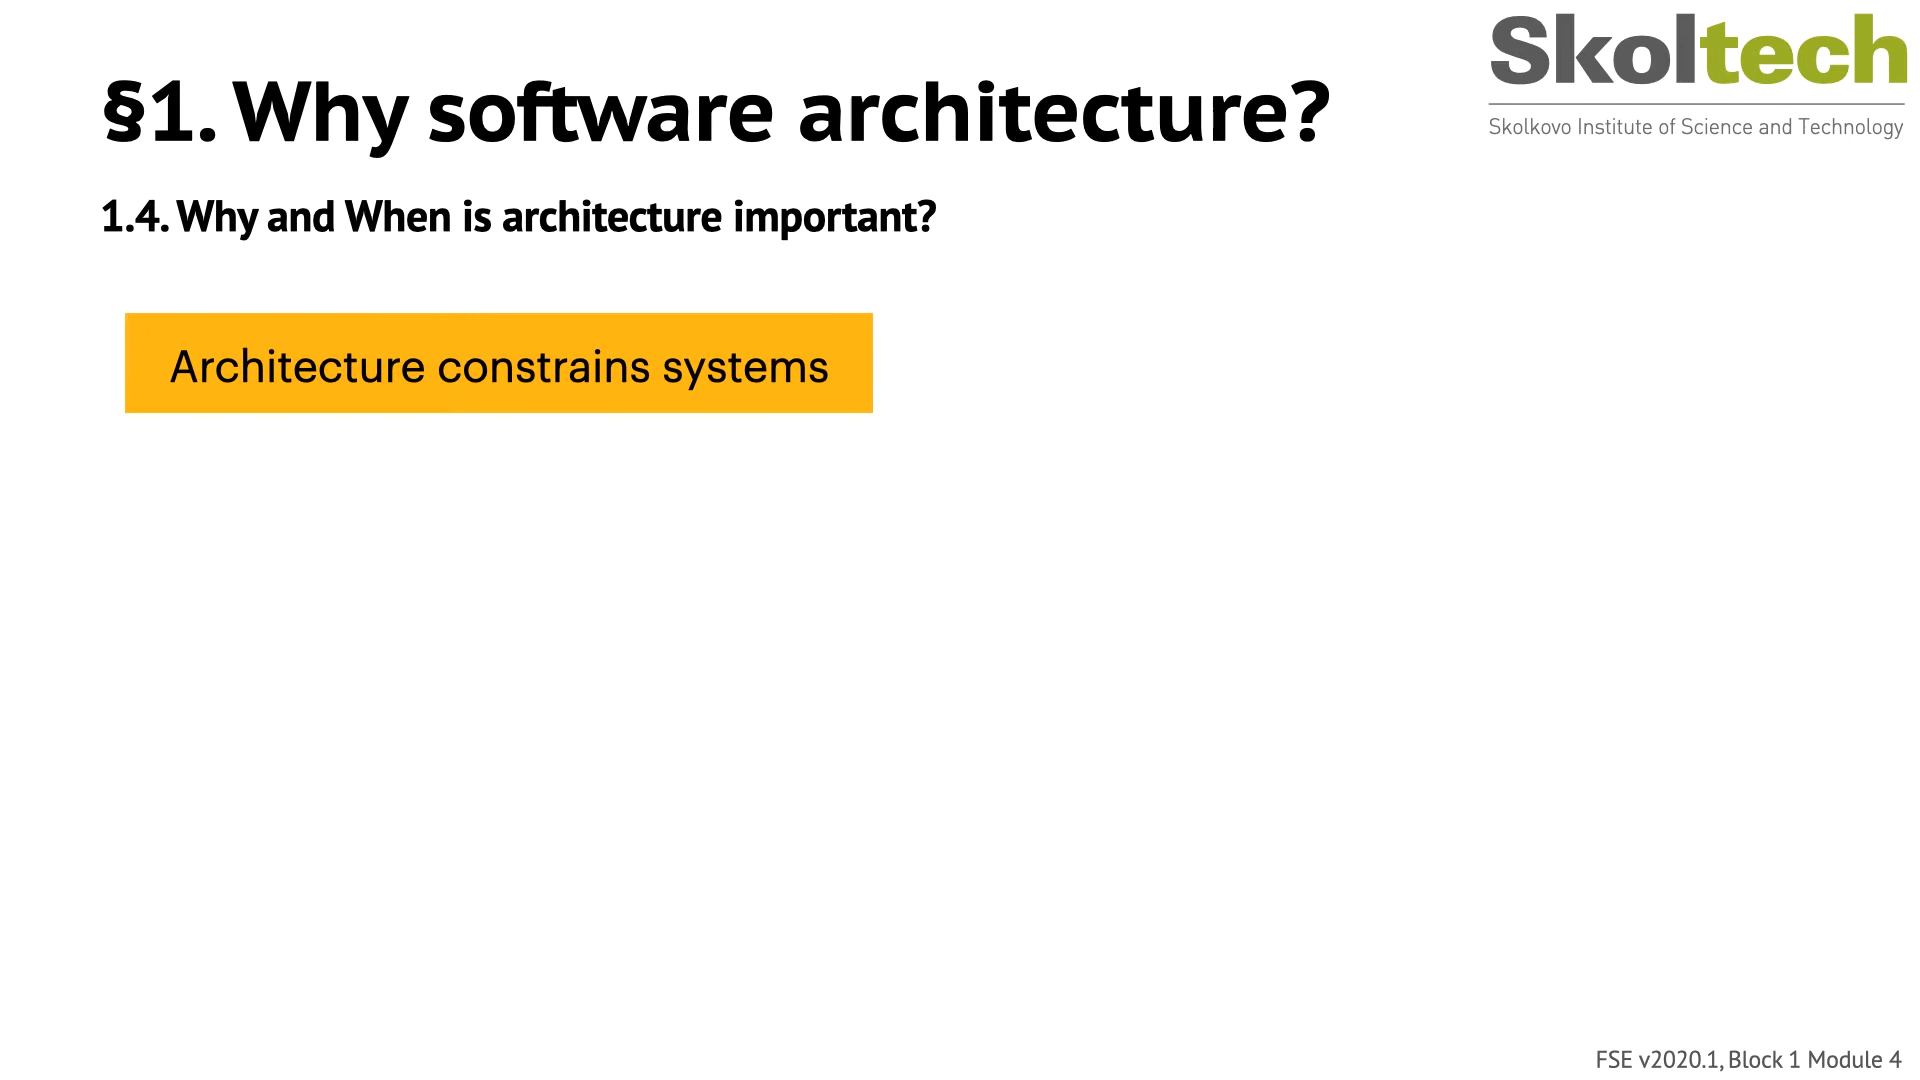 Skoltech
Skolkovo Institute of Science and Technology
§1. Why software architecture?
1.4. Why and When is architecture important?
Architecture constrains systems
FSE v2020.1, Block 1 Module 4